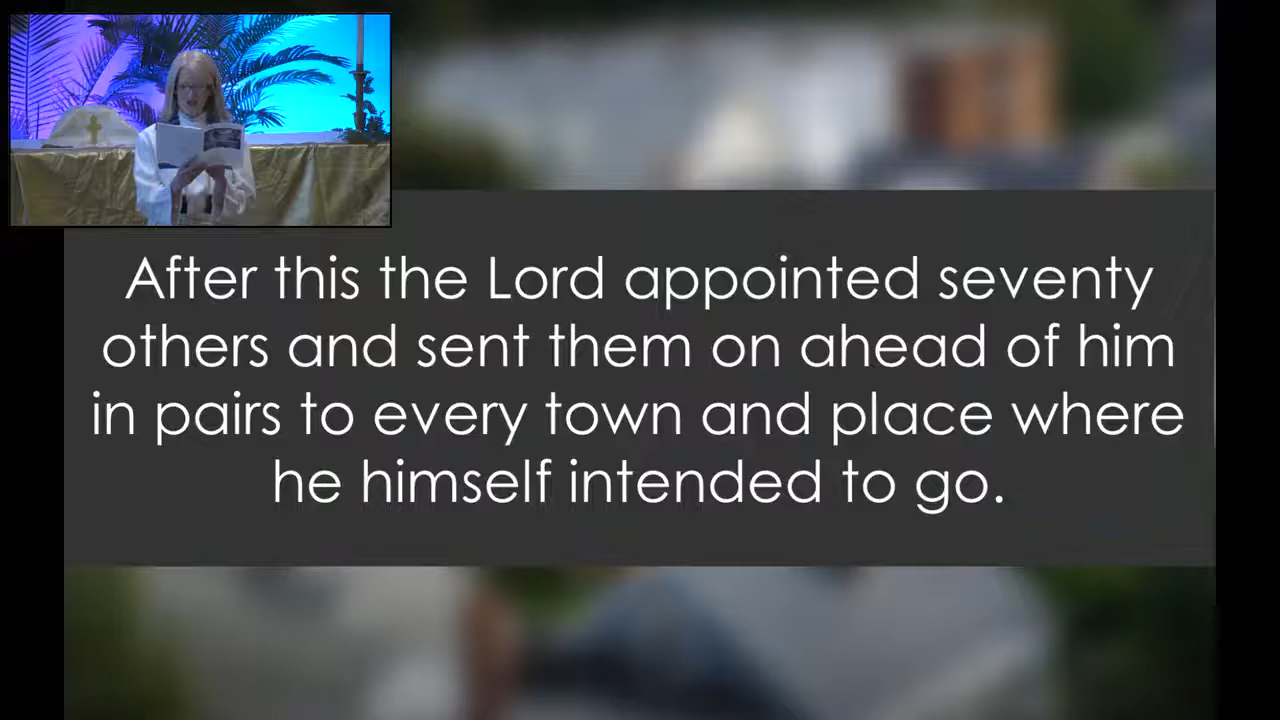 After this the Lord appointed seventy
others and sent them on ahead of him
in pairs to every town and place where
he himself intended to go.